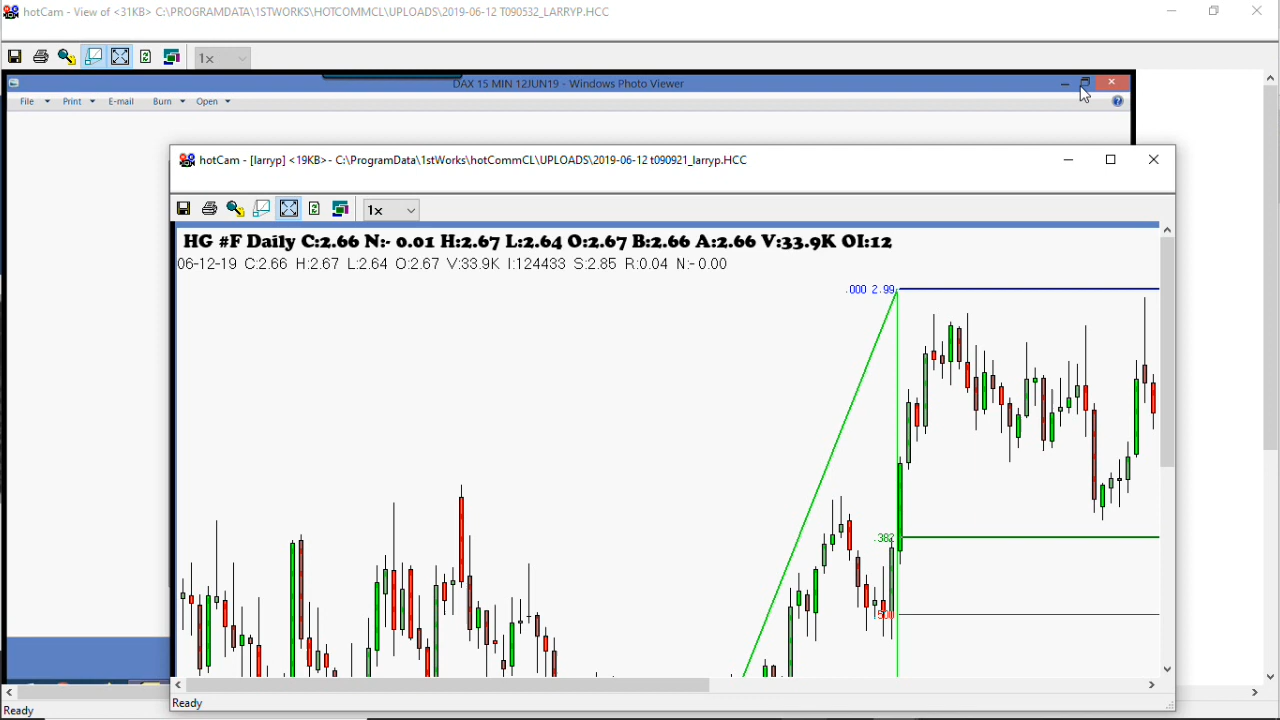 hotCam - View of <31KB> C:\PROGRAMDATA\1STWORKS\HOTCOMMCL\UPLOADS\2019-06-12 T090532_LARRYP.HCC
1x
DAX 15 MIN 12JUN19 - Windows Photo Viewer
File Print E-mail Burn Open
hotCam - [larryp] <19KB> - C:\ProgramData\1stWorks\hotCommCL\UPLOADS\2019-06-12 t090921_larryp.HCC
1x
HG #F Daily C:2.66 N:- 0.01 H:2.67 L:2.64 O:2.67 B:2.66 A:2.66 V:33.9K OI:12
06-12-19 C:2.66 H:2.67 L:2.64 O:2.67 V:33.9K I:124433 S:2.85 R:0.04 N:- 0.00
.000 2.99
.382
.500
Ready
Ready